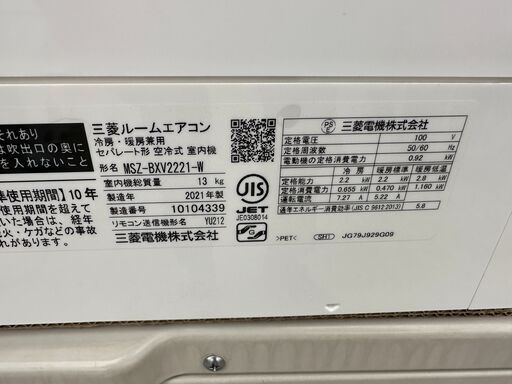 それあり
は吹出口の奥に
を入れないこと
準使用期間】10年
使用期間を超えて
いた場合は、経年
火・ケガなどの事故
れがあります。
三菱ルームエアコン
冷房・暖房兼用
セパレート形 空冷式 室内機
形名 MSZ-BXV2221-W
室内機総質量 13 kg
製造年 2021年
製造番号 10104339
リモコン送信機形名 YU212
三菱電機株式会社
JIS
JET
JE0308014
PS
E
三菱電機株式会社
定格電圧 100 V
定格周波数 50/60 Hz
電動機の定格消費電力 0.92 kW
冷房 暖房標準 暖房低温
定格能力 2.2 kW 2.2 kW 2.8 kW
定格消費電力 0.655 kW 0.470 kW 1.160 kW
運転電流 7.27 A 5.22 A
通年エネルギー消費効率(JIS C 9612:2013) 5.8
>PET< SH1 JG79J929G09